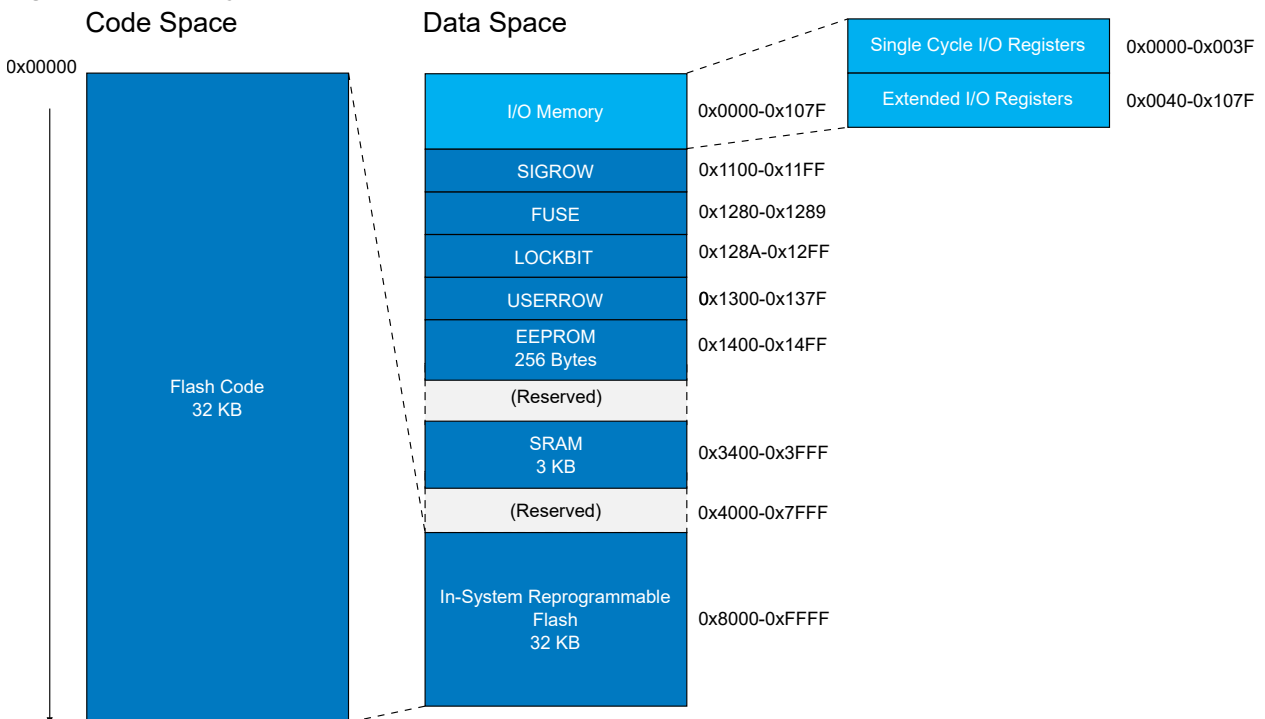 Code Space
Data Space
0x00000
Flash Code
32 KB
I/O Memory
0x0000-0x107F
Single Cycle I/O Registers
0x0000-0x003F
Extended I/O Registers
0x0040-0x107F
SIGROW
0x1100-0x11FF
FUSE
0x1280-0x1289
LOCKBIT
0x128A-0x12FF
USERROW
0x1300-0x137F
EEPROM
256 Bytes
0x1400-0x14FF
(Reserved)
SRAM
3 KB
0x3400-0x3FFF
(Reserved)
0x4000-0x7FFF
In-System Reprogrammable
Flash
32 KB
0x8000-0xFFFF